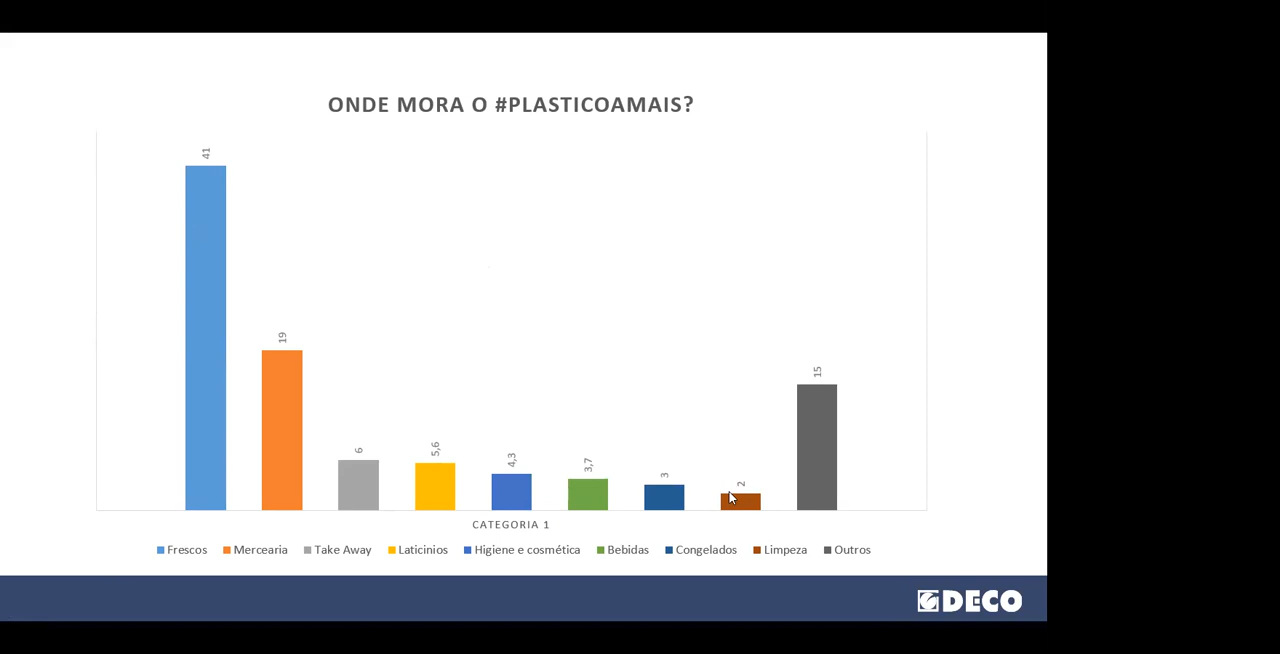 ONDE MORA O #PLASTICOAMAIS?
41
19
6
5,6
4,3
3,7
3
2
15
CATEGORIA 1
Frescos Mercearia Take Away Laticinios Higiene e cosmética Bebidas Congelados Limpeza Outros
DECO